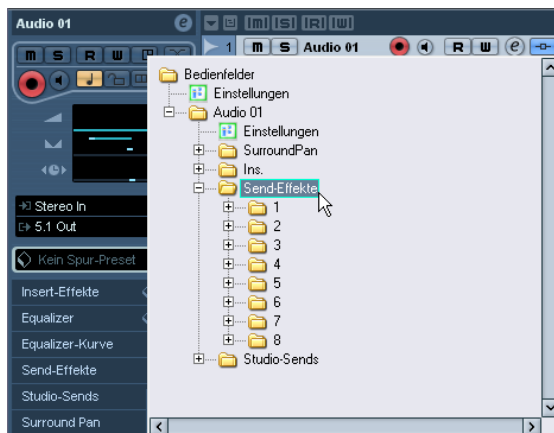 Audio 01 e
M S R W
M S R W
1 M S Audio 01 R W e
Bedienfelder
Einstellungen
Audio 01
Einstellungen
SurroundPan
Ins.
Send-Effekte
1
2
3
4
5
6
7
8
Studio-Sends
Stereo In
5.1 Out
Kein Spur-Preset
Insert-Effekte
Equalizer
Equalizer-Kurve
Send-Effekte
Studio-Sends
Surround Pan